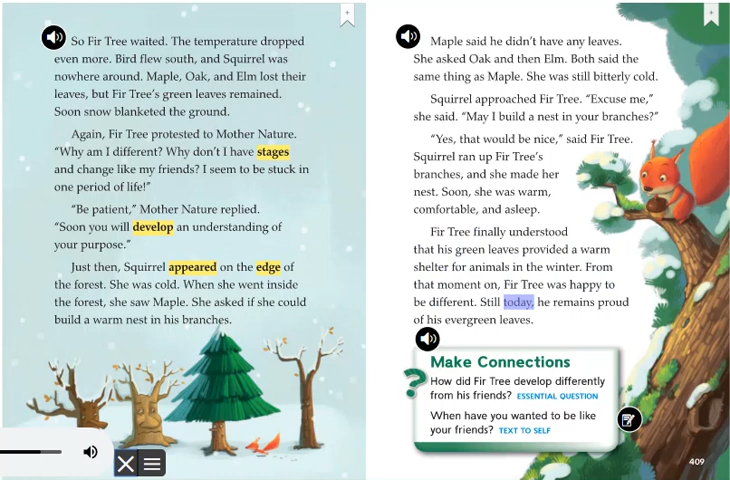 So Fir Tree waited. The temperature dropped
even more. Bird flew south, and Squirrel was
nowhere around. Maple, Oak, and Elm lost their
leaves, but Fir Tree's green leaves remained.
Soon snow blanketed the ground.
Again, Fir Tree protested to Mother Nature.
"Why am I different? Why don't I have stages
and change like my friends? I seem to be stuck in
one period of life!"
"Be patient," Mother Nature replied.
"Soon you will develop an understanding of
your purpose."
Just then, Squirrel appeared on the edge of
the forest. She was cold. When she went inside
the forest, she saw Maple. She asked if she could
build a warm nest in his branches.
Maple said he didn't have any leaves.
She asked Oak and then Elm. Both said the
same thing as Maple. She was still bitterly cold.
Squirrel approached Fir Tree. "Excuse me,"
she said. "May I build a nest in your branches?"
"Yes, that would be nice," said Fir Tree.
Squirrel ran up Fir Tree's
branches, and she made her
nest. Soon, she was warm,
comfortable, and asleep.
Fir Tree finally understood
that his green leaves provided a warm
shelter for animals in the winter. From
that moment on, Fir Tree was happy to
be different. Still today, he remains proud
of his evergreen leaves.
Make Connections
? How did Fir Tree develop differently
from his friends? ESSENTIAL QUESTION
When have you wanted to be like
your friends? TEXT TO SELF
409